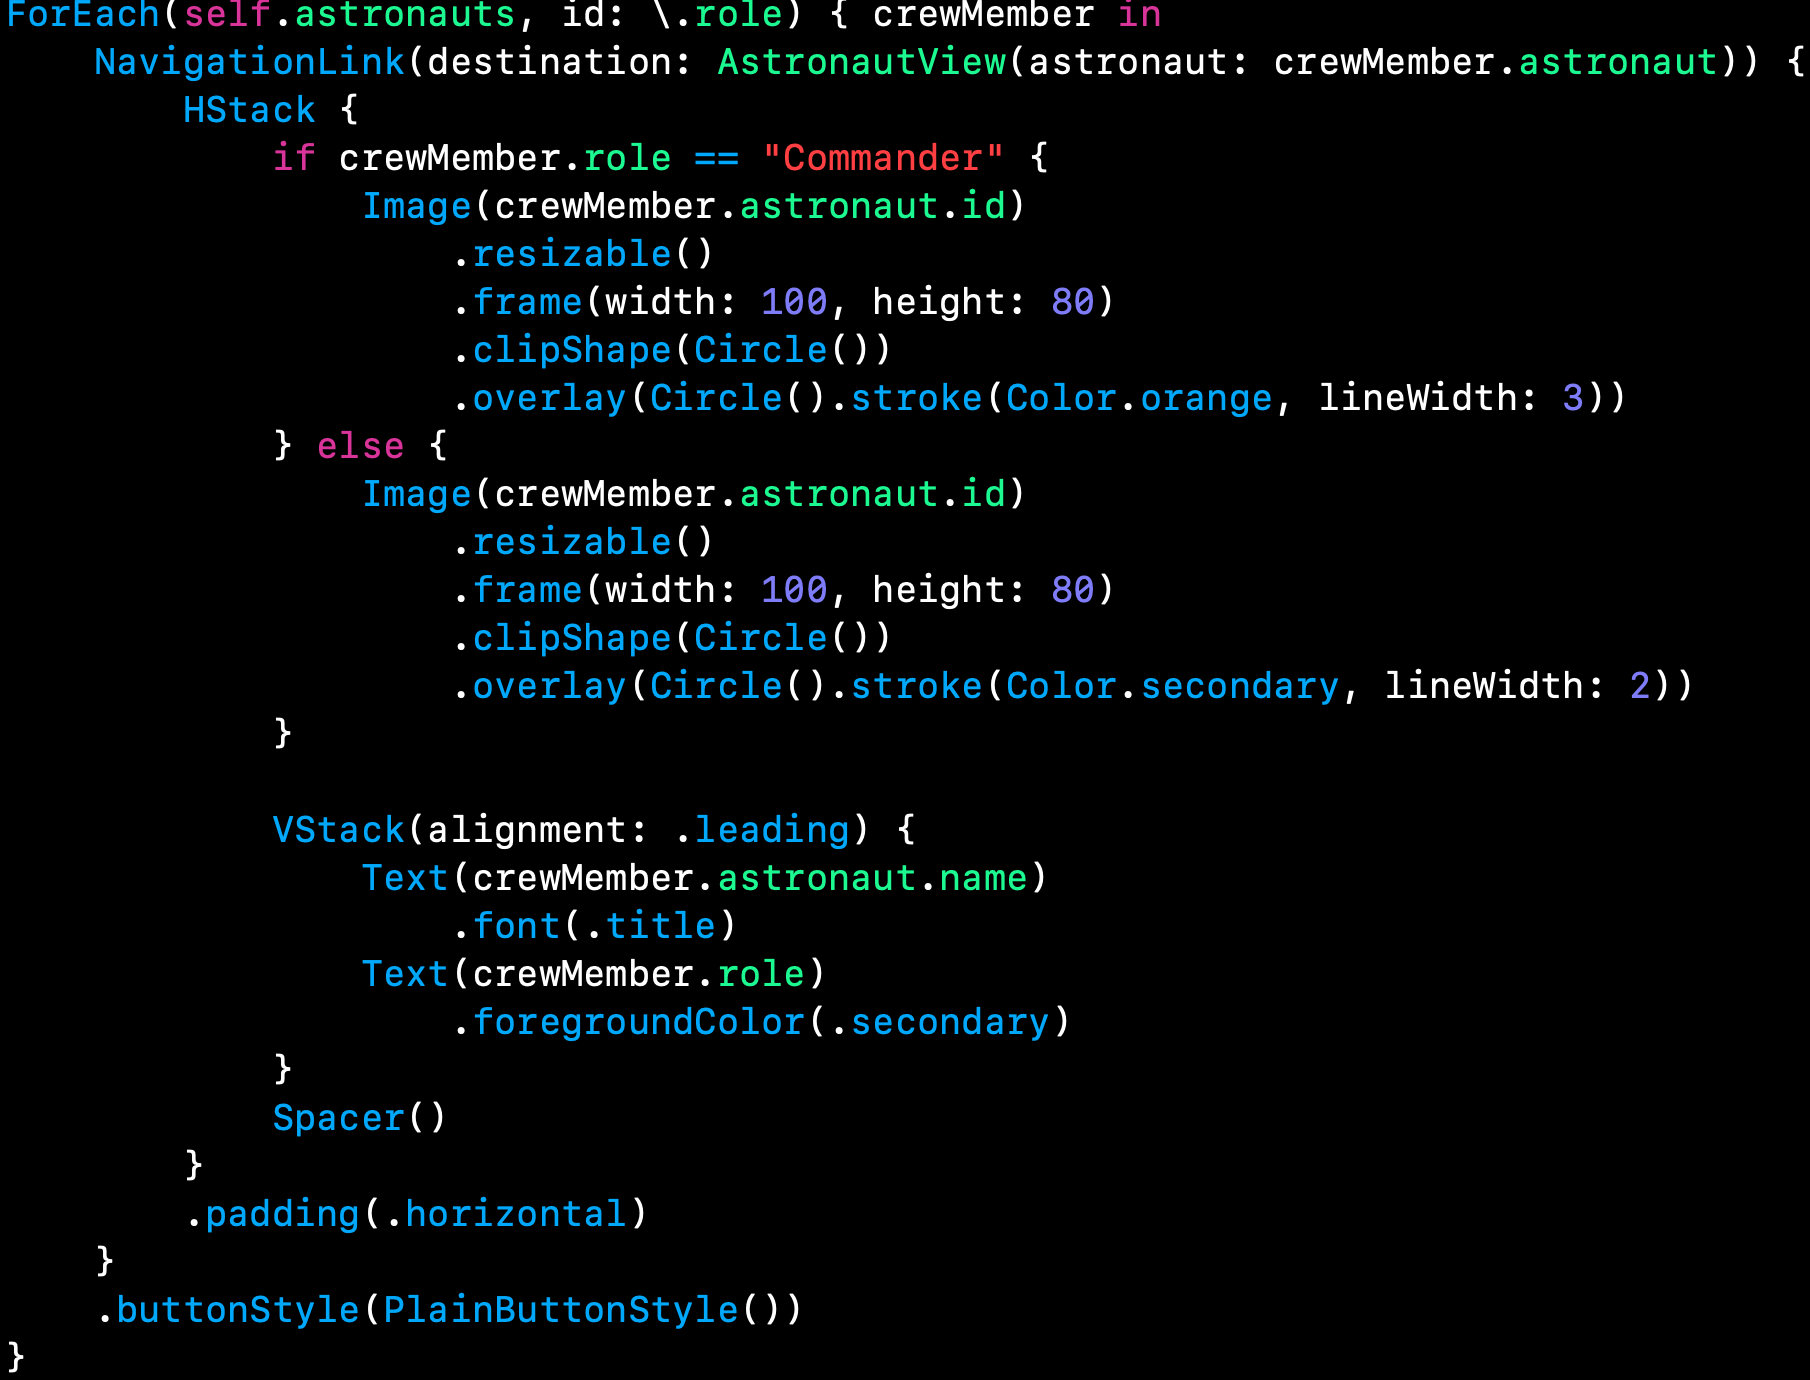 ForEach(self.astronauts, id: \.role) { crewMember in
    NavigationLink(destination: AstronautView(astronaut: crewMember.astronaut)) {
        HStack {
            if crewMember.role == "Commander" {
                Image(crewMember.astronaut.id)
                    .resizable()
                    .frame(width: 100, height: 80)
                    .clipShape(Circle())
                    .overlay(Circle().stroke(Color.orange, lineWidth: 3))
            } else {
                Image(crewMember.astronaut.id)
                    .resizable()
                    .frame(width: 100, height: 80)
                    .clipShape(Circle())
                    .overlay(Circle().stroke(Color.secondary, lineWidth: 2))
            }

            VStack(alignment: .leading) {
                Text(crewMember.astronaut.name)
                    .font(.title)
                Text(crewMember.role)
                    .foregroundColor(.secondary)
            }
            Spacer()
        }
        .padding(.horizontal)
    }
    .buttonStyle(PlainButtonStyle())
}